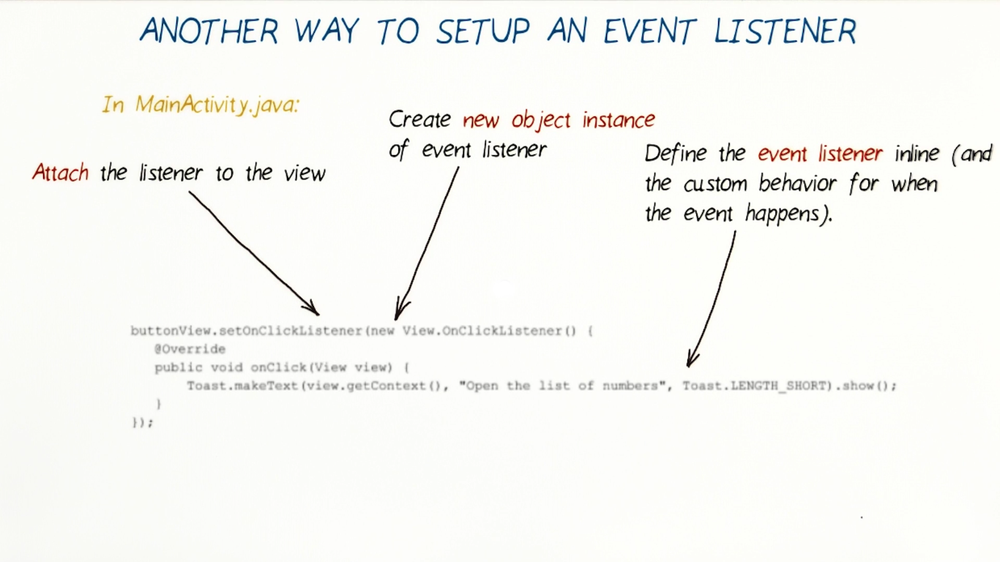 ANOTHER WAY TO SETUP AN EVENT LISTENER
In MainActivity.java:
Attach the listener to the view
Create new object instance
of event listener
Define the event listener inline (and
the custom behavior for when
the event happens).
buttonView.setOnClickListener(new View.OnClickListener() {
@Override
public void onClick(View view) {
Toast.makeText(view.getContext(), "Open the list of numbers", Toast.LENGTH_SHORT).show();
}
});